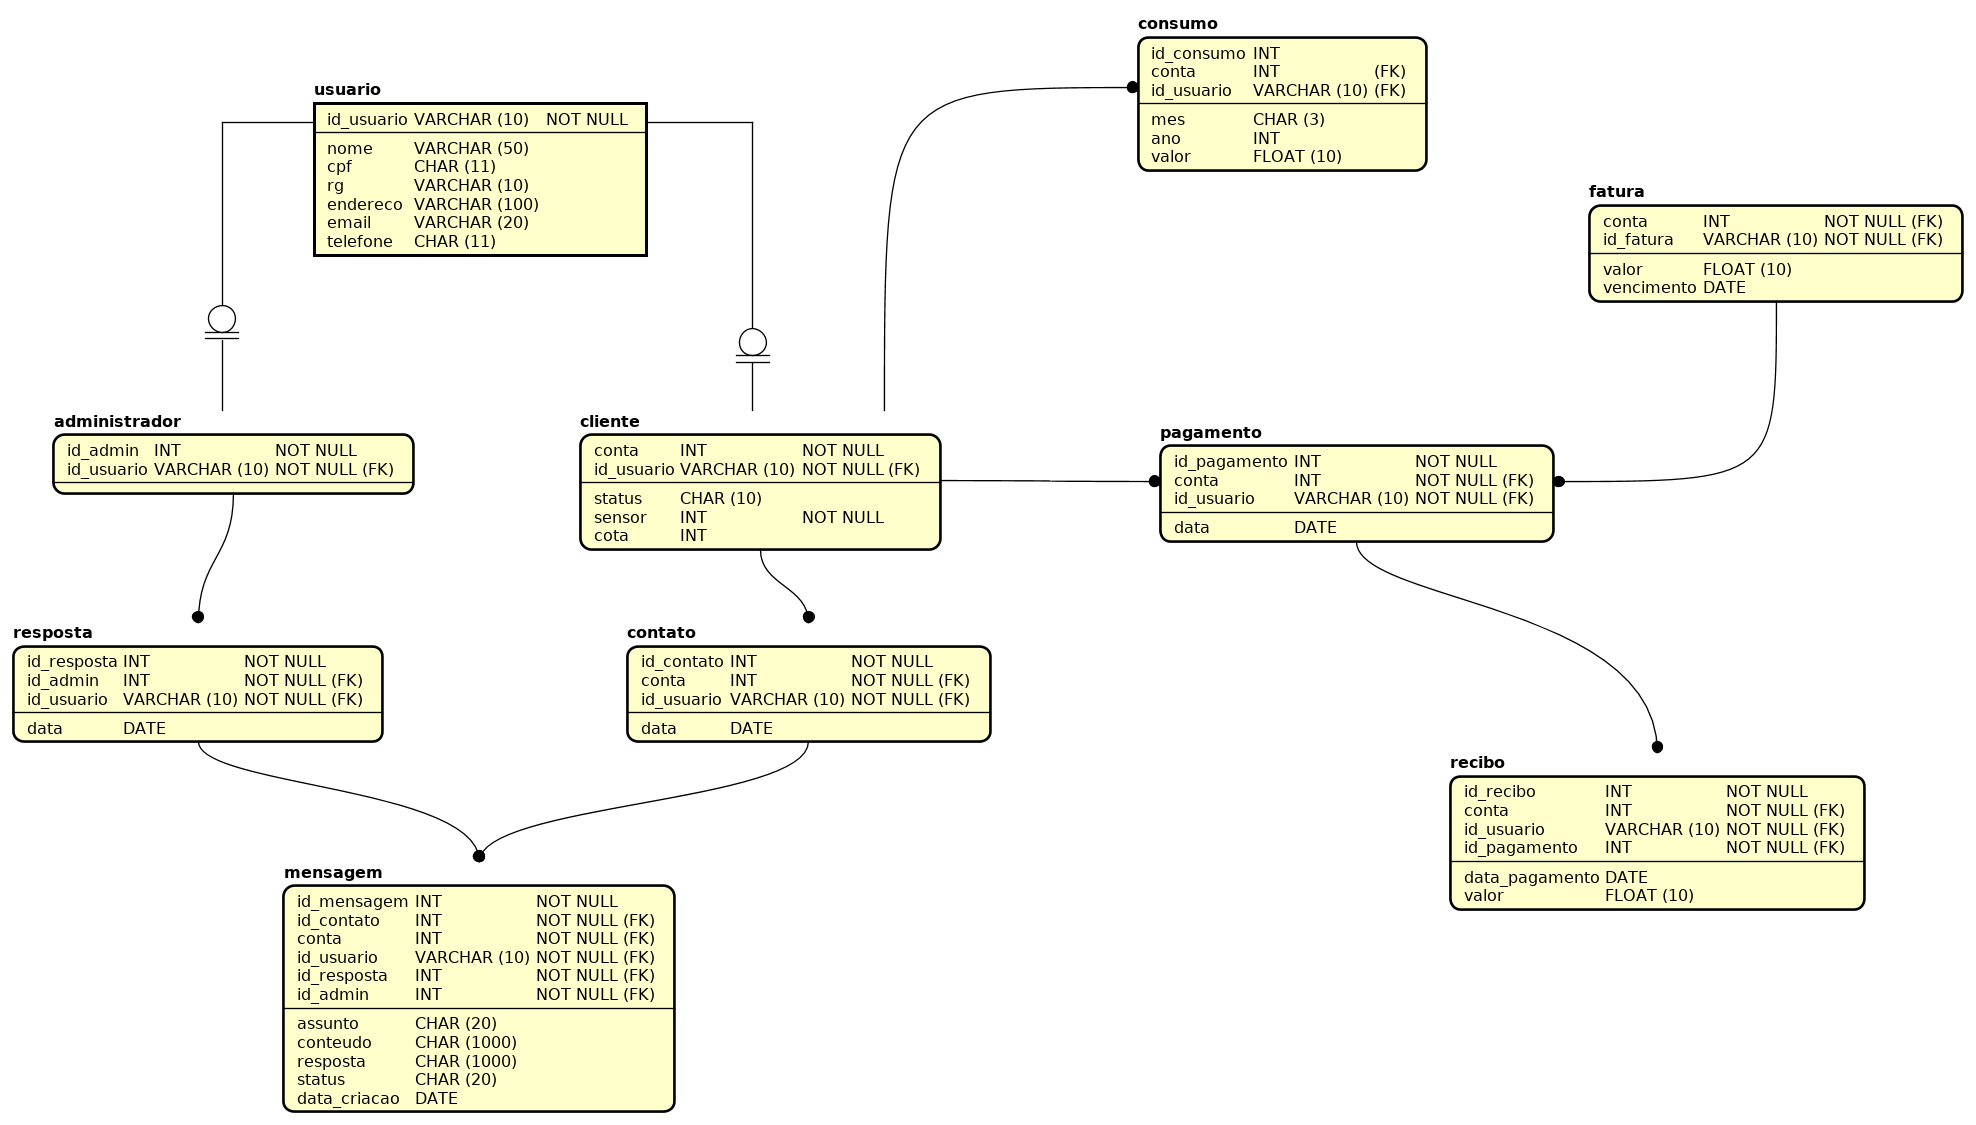 consumo
id_consumo INT
conta INT (FK)
id_usuario VARCHAR (10) (FK)
mes CHAR (3)
ano INT
valor FLOAT (10)
usuario
id_usuario VARCHAR (10) NOT NULL
nome VARCHAR (50)
cpf CHAR (11)
rg VARCHAR (10)
endereco VARCHAR (100)
email VARCHAR (20)
telefone CHAR (11)
fatura
conta INT NOT NULL (FK)
id_fatura VARCHAR (10) NOT NULL (FK)
valor FLOAT (10)
vencimento DATE
administrador
id_admin INT NOT NULL
id_usuario VARCHAR (10) NOT NULL (FK)
cliente
conta INT NOT NULL
id_usuario VARCHAR (10) NOT NULL (FK)
status CHAR (10)
sensor INT NOT NULL
cota INT
pagamento
id_pagamento INT NOT NULL
conta INT NOT NULL (FK)
id_usuario VARCHAR (10) NOT NULL (FK)
data DATE
resposta
id_resposta INT NOT NULL
id_admin INT NOT NULL (FK)
id_usuario VARCHAR (10) NOT NULL (FK)
data DATE
contato
id_contato INT NOT NULL
conta INT NOT NULL (FK)
id_usuario VARCHAR (10) NOT NULL (FK)
data DATE
recibo
id_recibo INT NOT NULL
conta INT NOT NULL (FK)
id_usuario VARCHAR (10) NOT NULL (FK)
id_pagamento INT NOT NULL (FK)
data_pagamento DATE
valor FLOAT (10)
mensagem
id_mensagem INT NOT NULL
id_contato INT NOT NULL (FK)
conta INT NOT NULL (FK)
id_usuario VARCHAR (10) NOT NULL (FK)
id_resposta INT NOT NULL (FK)
id_admin INT NOT NULL (FK)
assunto CHAR (20)
conteudo CHAR (1000)
resposta CHAR (1000)
status CHAR (20)
data_criacao DATE